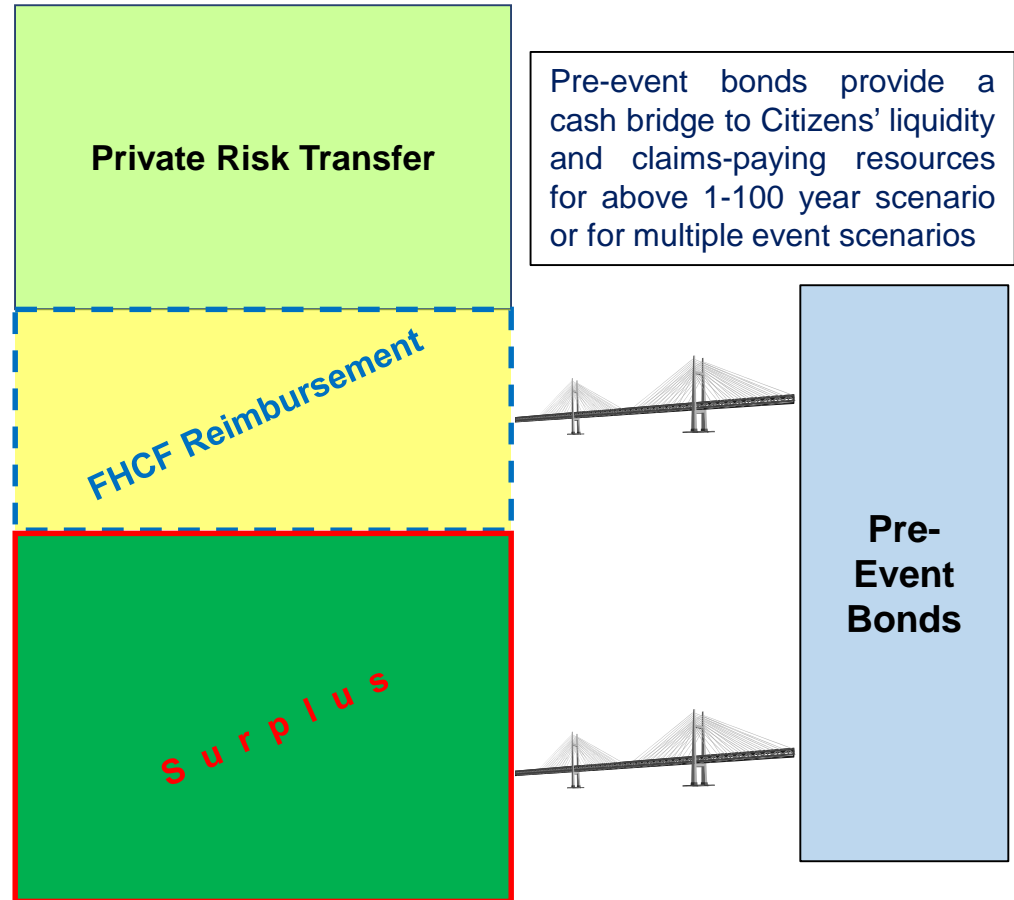 Private Risk Transfer
Pre-event bonds provide a
cash bridge to Citizens’ liquidity
and claims-paying resources
for above 1-100 year scenario
or for multiple event scenarios
FHCF Reimbursement
Pre-
Event
Bonds
S u r p l u s